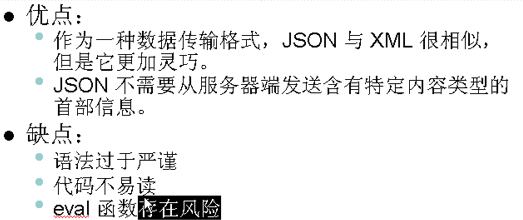 优点：
作为一种数据传输格式，JSON 与 XML 很相似，
但是它更加灵巧。
JSON 不需要从服务器端发送含有特定内容类型的
首部信息。
缺点：
语法过于严谨
代码不易读
eval 函数存在风险